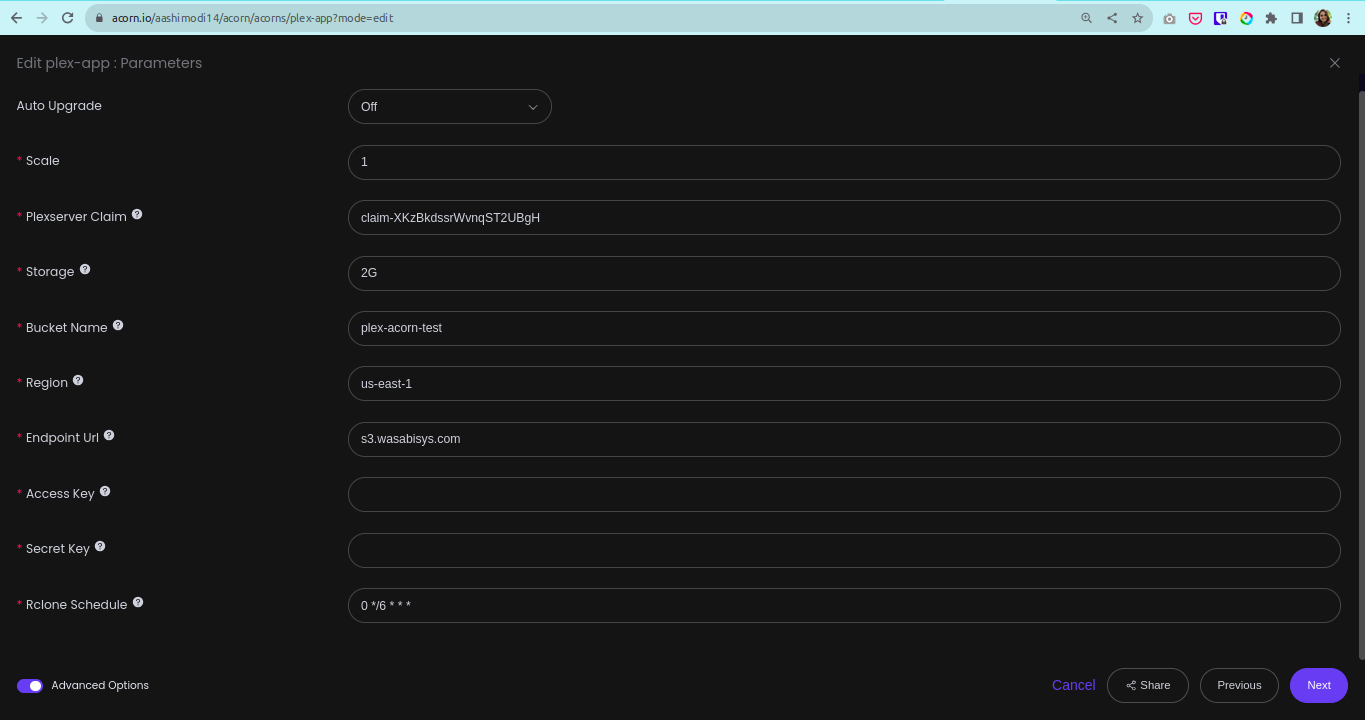 acorn.io/aashimodi14/acorn/acorns/plex-app?mode=edit
Edit plex-app : Parameters
Auto Upgrade
Off
* Scale
1
* Plexserver Claim ?
claim-XKzBkdssrWvnqST2UBgH
* Storage ?
2G
* Bucket Name ?
plex-acorn-test
* Region ?
us-east-1
* Endpoint Url ?
s3.wasabisys.com
* Access Key ?
* Secret Key ?
* Rclone Schedule ?
0 */6 * * *
Advanced Options
Cancel
Share
Previous
Next